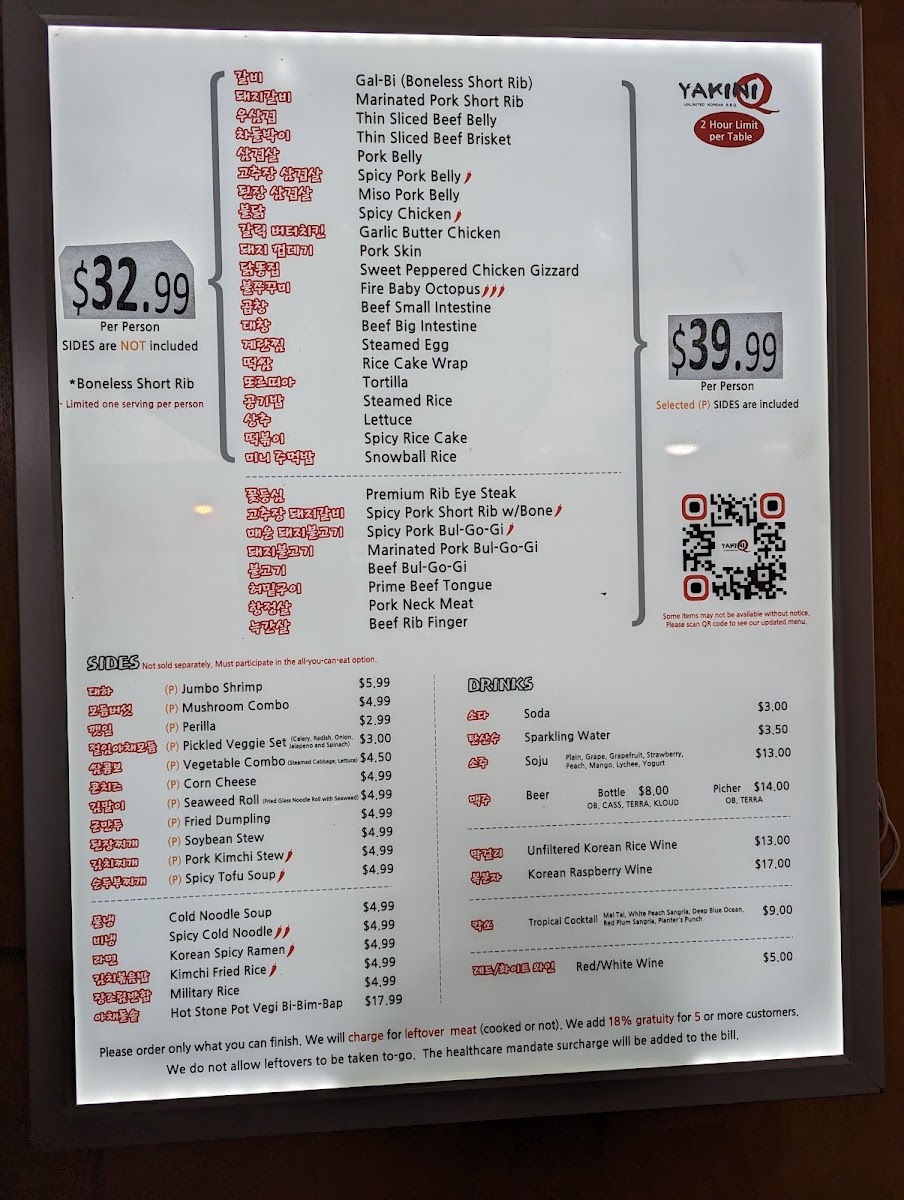 YAKINIQ
UNLIMITED KOREAN B.B.Q.
2 Hour Limit
per Table
갈비 Gal-Bi (Boneless Short Rib)
돼지갈비 Marinated Pork Short Rib
우삼겹 Thin Sliced Beef Belly
차돌박이 Thin Sliced Beef Brisket
삼겹살 Pork Belly
고추장 삼겹살 Spicy Pork Belly
된장 삼겹살 Miso Pork Belly
불닭 Spicy Chicken
갈릭 버터치킨 Garlic Butter Chicken
돼지 껍데기 Pork Skin
닭똥집 Sweet Peppered Chicken Gizzard
불쭈꾸미 Fire Baby Octopus
곱창 Beef Small Intestine
대창 Beef Big Intestine
계란찜 Steamed Egg
떡쌈 Rice Cake Wrap
또르띠아 Tortilla
공기밥 Steamed Rice
상추 Lettuce
떡볶이 Spicy Rice Cake
미니 주먹밥 Snowball Rice
$32.99
Per Person
SIDES are NOT included
*Boneless Short Rib
- Limited one serving per person
꽃등심 Premium Rib Eye Steak
고추장 돼지갈비 Spicy Pork Short Rib w/Bone
매운 돼지불고기 Spicy Pork Bul-Go-Gi
돼지불고기 Marinated Pork Bul-Go-Gi
불고기 Beef Bul-Go-Gi
혀밑구이 Prime Beef Tongue
항정살 Pork Neck Meat
늑간살 Beef Rib Finger
$39.99
Per Person
Selected (P) SIDES are included
YAKINIQ
Some items may not be available without notice.
Please scan QR code to see our updated menu.
SIDES Not sold separately. Must participate in the all-you-can-eat option.
대하 (P) Jumbo Shrimp $5.99
모듬버섯 (P) Mushroom Combo $4.99
깻잎 (P) Perilla $2.99
절임야채모듬 (P) Pickled Veggie Set (Celery, Radish, Onion, Jalapeno and Spinach) $3.00
쌈콤보 (P) Vegetable Combo (Steamed Cabbage, Lettuce) $4.50
콘치즈 (P) Corn Cheese $4.99
김말이 (P) Seaweed Roll (Fried Glass Noodle Roll with Seaweed) $4.99
군만두 (P) Fried Dumpling $4.99
된장찌개 (P) Soybean Stew $4.99
김치찌개 (P) Pork Kimchi Stew $4.99
순두부찌개 (P) Spicy Tofu Soup $4.99
물냉 Cold Noodle Soup $4.99
비냉 Spicy Cold Noodle $4.99
라면 Korean Spicy Ramen $4.99
김치볶음밥 Kimchi Fried Rice $4.99
장조림반합 Military Rice $4.99
야채돌솥 Hot Stone Pot Vegi Bi-Bim-Bap $17.99
DRINKS
소다 Soda $3.00
탄산수 Sparkling Water $3.50
소주 Soju Plain, Grape, Grapefruit, Strawberry, Peach, Mango, Lychee, Yogurt $13.00
맥주 Beer Bottle $8.00 Picher $14.00
OB, CASS, TERRA, KLOUD OB, TERRA
막걸리 Unfiltered Korean Rice Wine $13.00
복분자 Korean Raspberry Wine $17.00
칵쏘 Tropical Cocktail Mai Tai, White Peach Sangria, Deep Blue Ocean, Red Plum Sangria, Planter's Punch $9.00
레드/화이트 와인 Red/White Wine $5.00
Please order only what you can finish. We will charge for leftover meat (cooked or not). We add 18% gratuity for 5 or more customers.
We do not allow leftovers to be taken to-go. The healthcare mandate surcharge will be added to the bill.